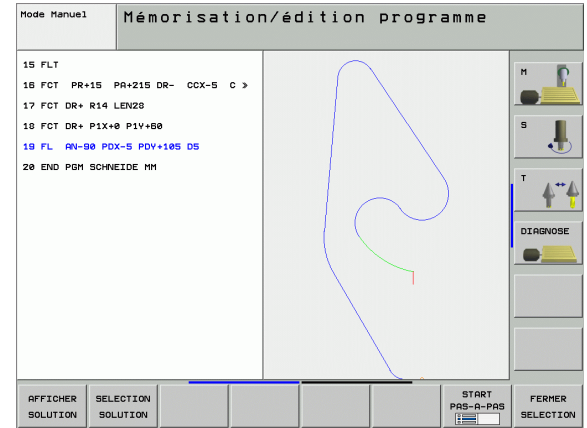 Mode Manuel
Mémorisation/édition programme
15 FLT
16 FCT PR+15 PA+215 DR- CCX-5 C »
17 FCT DR+ R14 LEN28
18 FCT DR+ P1X+0 P1Y+60
19 FL AN-90 PDX-5 PDY+105 D5
20 END PGM SCHNEIDE MM
M
S
T
DIAGNOSE
AFFICHER SOLUTION
SELECTION SOLUTION
START PAS-A-PAS
FERMER SELECTION